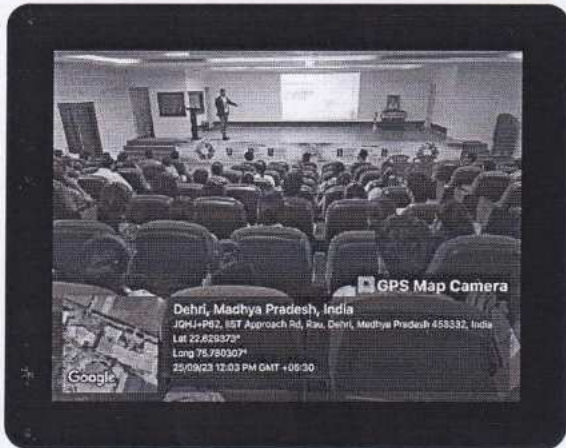 GPS Map Camera
Dehri, Madhya Pradesh, India
JQHJ+P62, IIST Approach Rd, Rau, Dehri, Madhya Pradesh 453332, India
Lat 22.629373°
Long 75.780307°
25/09/23 12:03 PM GMT +05:30
Google